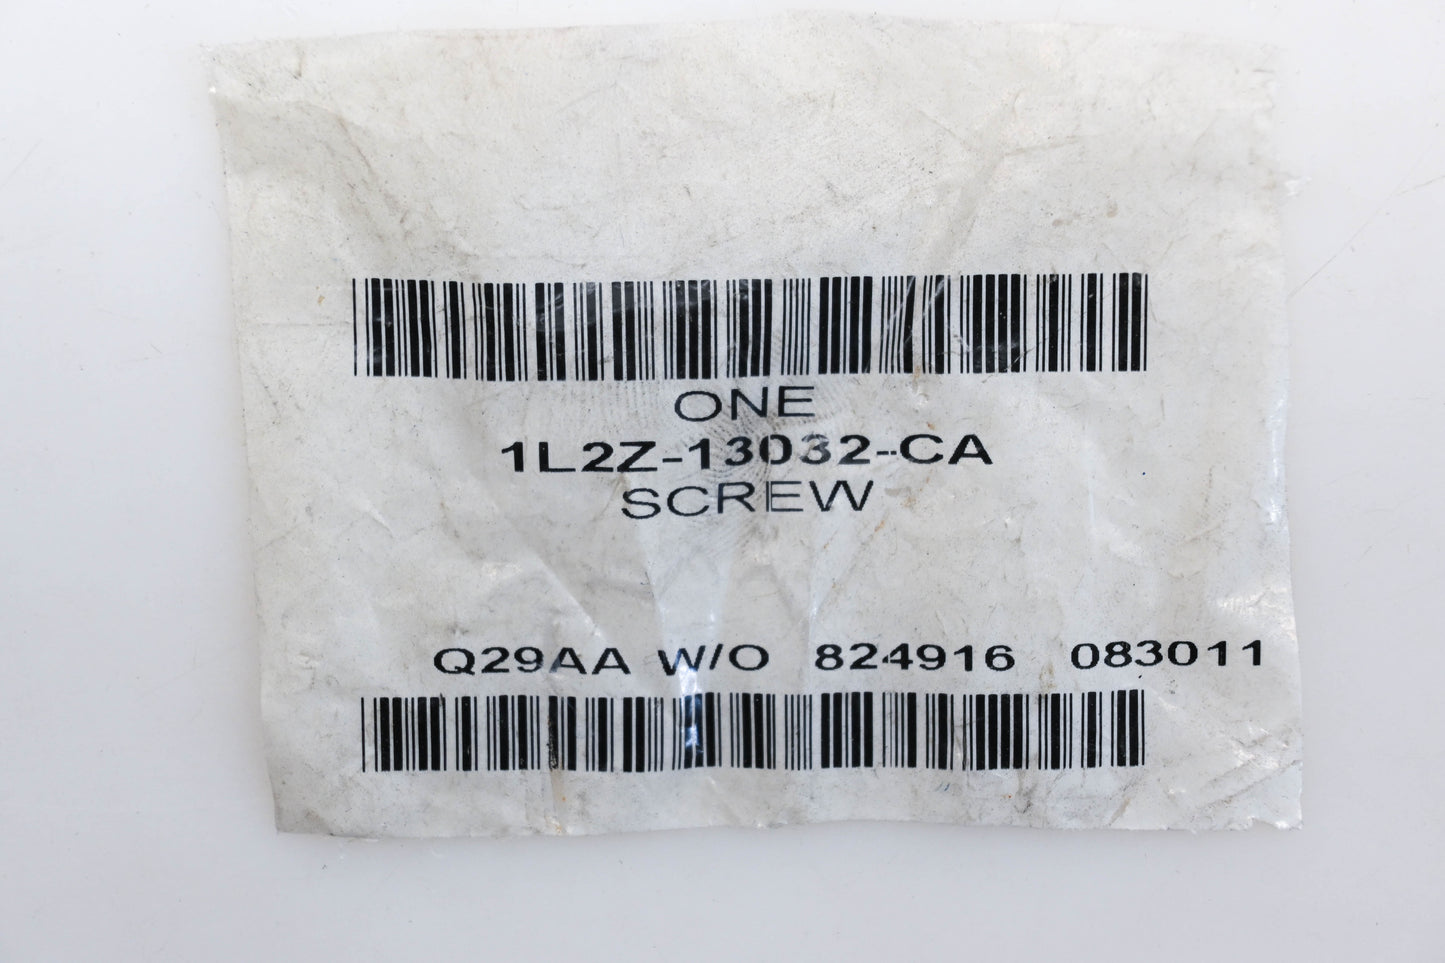 ONE
1L2Z-13032-CA
SCREW
Q29AA W/O 824916 083011